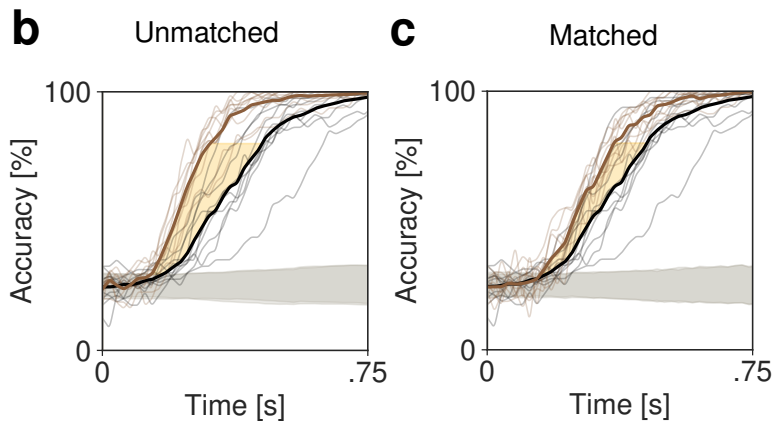 b Unmatched
100
Accuracy [%]
0
0 .75
Time [s]
c Matched
100
Accuracy [%]
0
0 .75
Time [s]